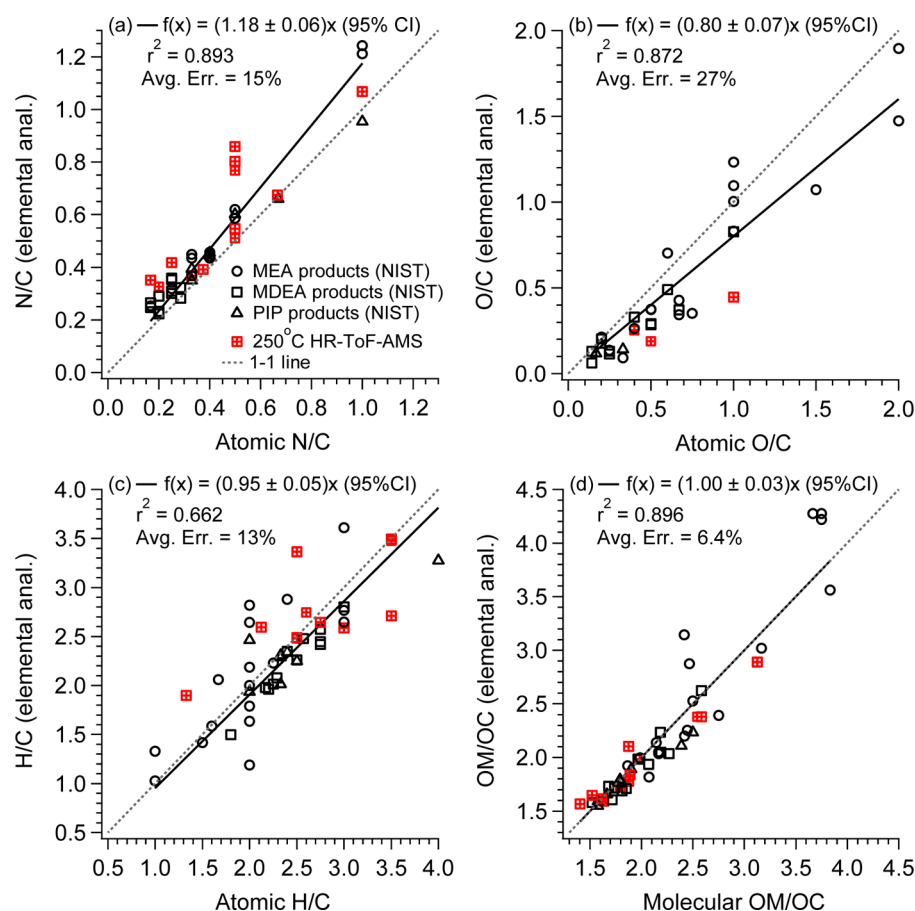 (a) — f(x) = (1.18 ± 0.06)x (95% CI)
r² = 0.893
Avg. Err. = 15%
N/C (elemental anal.)
1.2
1.0
0.8
0.6
0.4
0.2
0.0
MEA products (NIST)
MDEA products (NIST)
PIP products (NIST)
250°C HR-ToF-AMS
1-1 line
0.0 0.2 0.4 0.6 0.8 1.0 1.2
Atomic N/C
(b) — f(x) = (0.80 ± 0.07)x (95%CI)
r² = 0.872
Avg. Err. = 27%
O/C (elemental anal.)
2.0
1.5
1.0
0.5
0.0
0.0 0.5 1.0 1.5 2.0
Atomic O/C
(c) — f(x) = (0.95 ± 0.05)x (95%CI)
r² = 0.662
Avg. Err. = 13%
H/C (elemental anal.)
4.0
3.5
3.0
2.5
2.0
1.5
1.0
0.5
0.5 1.0 1.5 2.0 2.5 3.0 3.5 4.0
Atomic H/C
(d) — f(x) = (1.00 ± 0.03)x (95%CI)
r² = 0.896
Avg. Err. = 6.4%
OM/OC (elemental anal.)
4.5
4.0
3.5
3.0
2.5
2.0
1.5
1.5 2.0 2.5 3.0 3.5 4.0 4.5
Molecular OM/OC